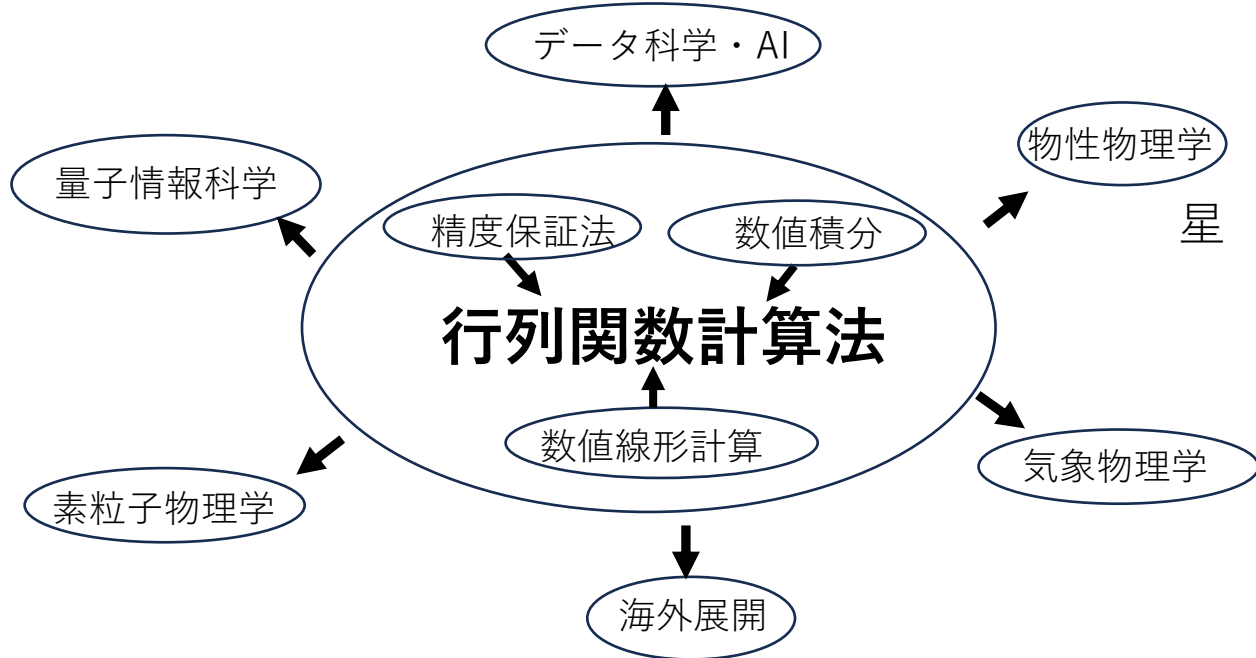 データ科学・AI
物性物理学
量子情報科学
星
精度保証法
数値積分
行列関数計算法
数値線形計算
気象物理学
素粒子物理学
海外展開